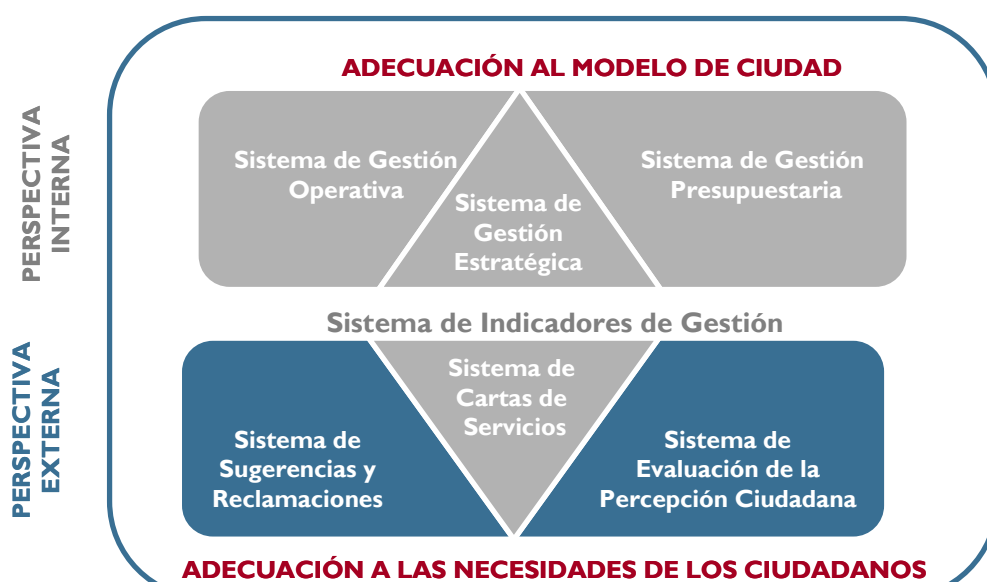 ADECUACIÓN AL MODELO DE CIUDAD
PERSPECTIVA
INTERNA
Sistema de Gestión
Operativa
Sistema de
Gestión
Estratégica
Sistema de Gestión
Presupuestaria
Sistema de Indicadores de Gestión
PERSPECTIVA
EXTERNA
Sistema de
Sugerencias y
Reclamaciones
Sistema de
Cartas de
Servicios
Sistema de
Evaluación de la
Percepción Ciudadana
ADECUACIÓN A LAS NECESIDADES DE LOS CIUDADANOS